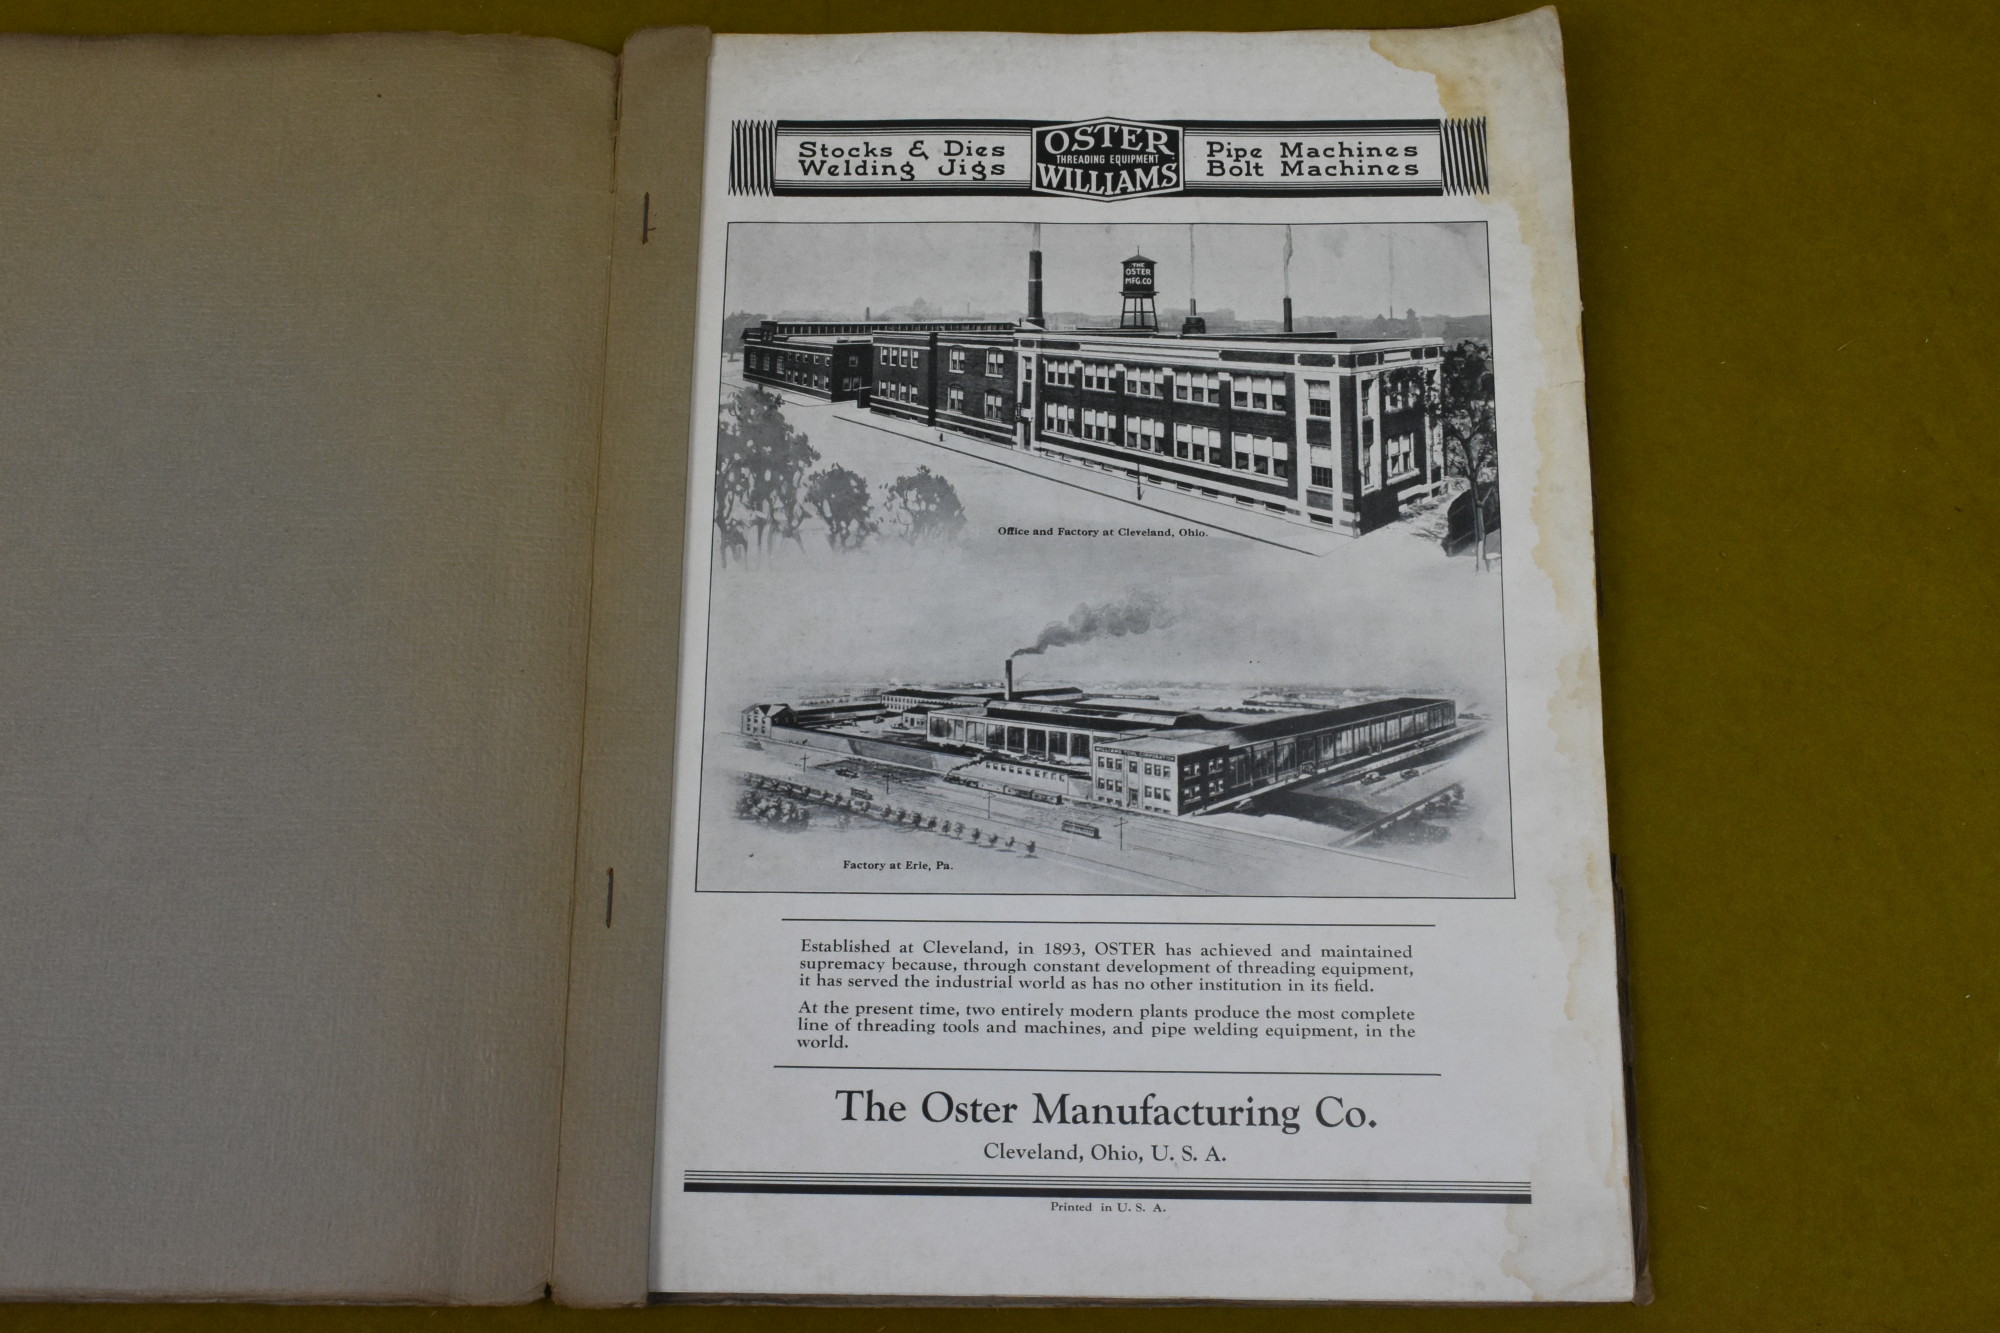 Stocks & Dies
Welding Jigs
OSTER
THREADING EQUIPMENT
WILLIAMS
Pipe Machines
Bolt Machines
THE
OSTER
MFG.CO
Office and Factory at Cleveland, Ohio.
WILLIAMS TOOL CORPORATION
Factory at Erie, Pa.
Established at Cleveland, in 1893, OSTER has achieved and maintained
supremacy because, through constant development of threading equipment,
it has served the industrial world as has no other institution in its field.
At the present time, two entirely modern plants produce the most complete
line of threading tools and machines, and pipe welding equipment, in the
world.
The Oster Manufacturing Co.
Cleveland, Ohio, U. S. A.
Printed in U. S. A.